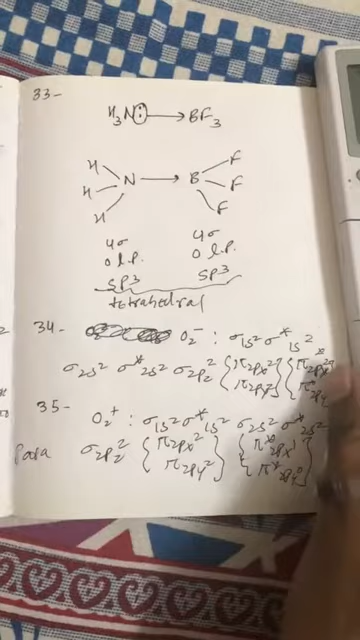 33-
H₃N: → BF₃
H F
H N → B F
H F
4σ 4σ
0 l.p. 0 l.p.
SP³ SP³
tetrahedral
34- O₂⁻ : σ1s² σ*1s²
σ2s² σ*2s² σ2pz² {π2px² π2py² {π*2px² π*2py
35- O₂⁺ : σ1s² σ*1s² σ2s² σ*2s²
Para σ2pz² {π2px² π2py²} {π*2px¹ π*2py⁰}